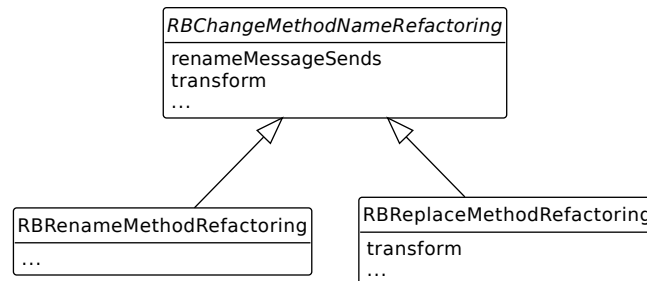 RBChangeMethodNameRefactoring
renameMessageSends
transform
...
RBRenameMethodRefactoring
...
RBReplaceMethodRefactoring
transform
...